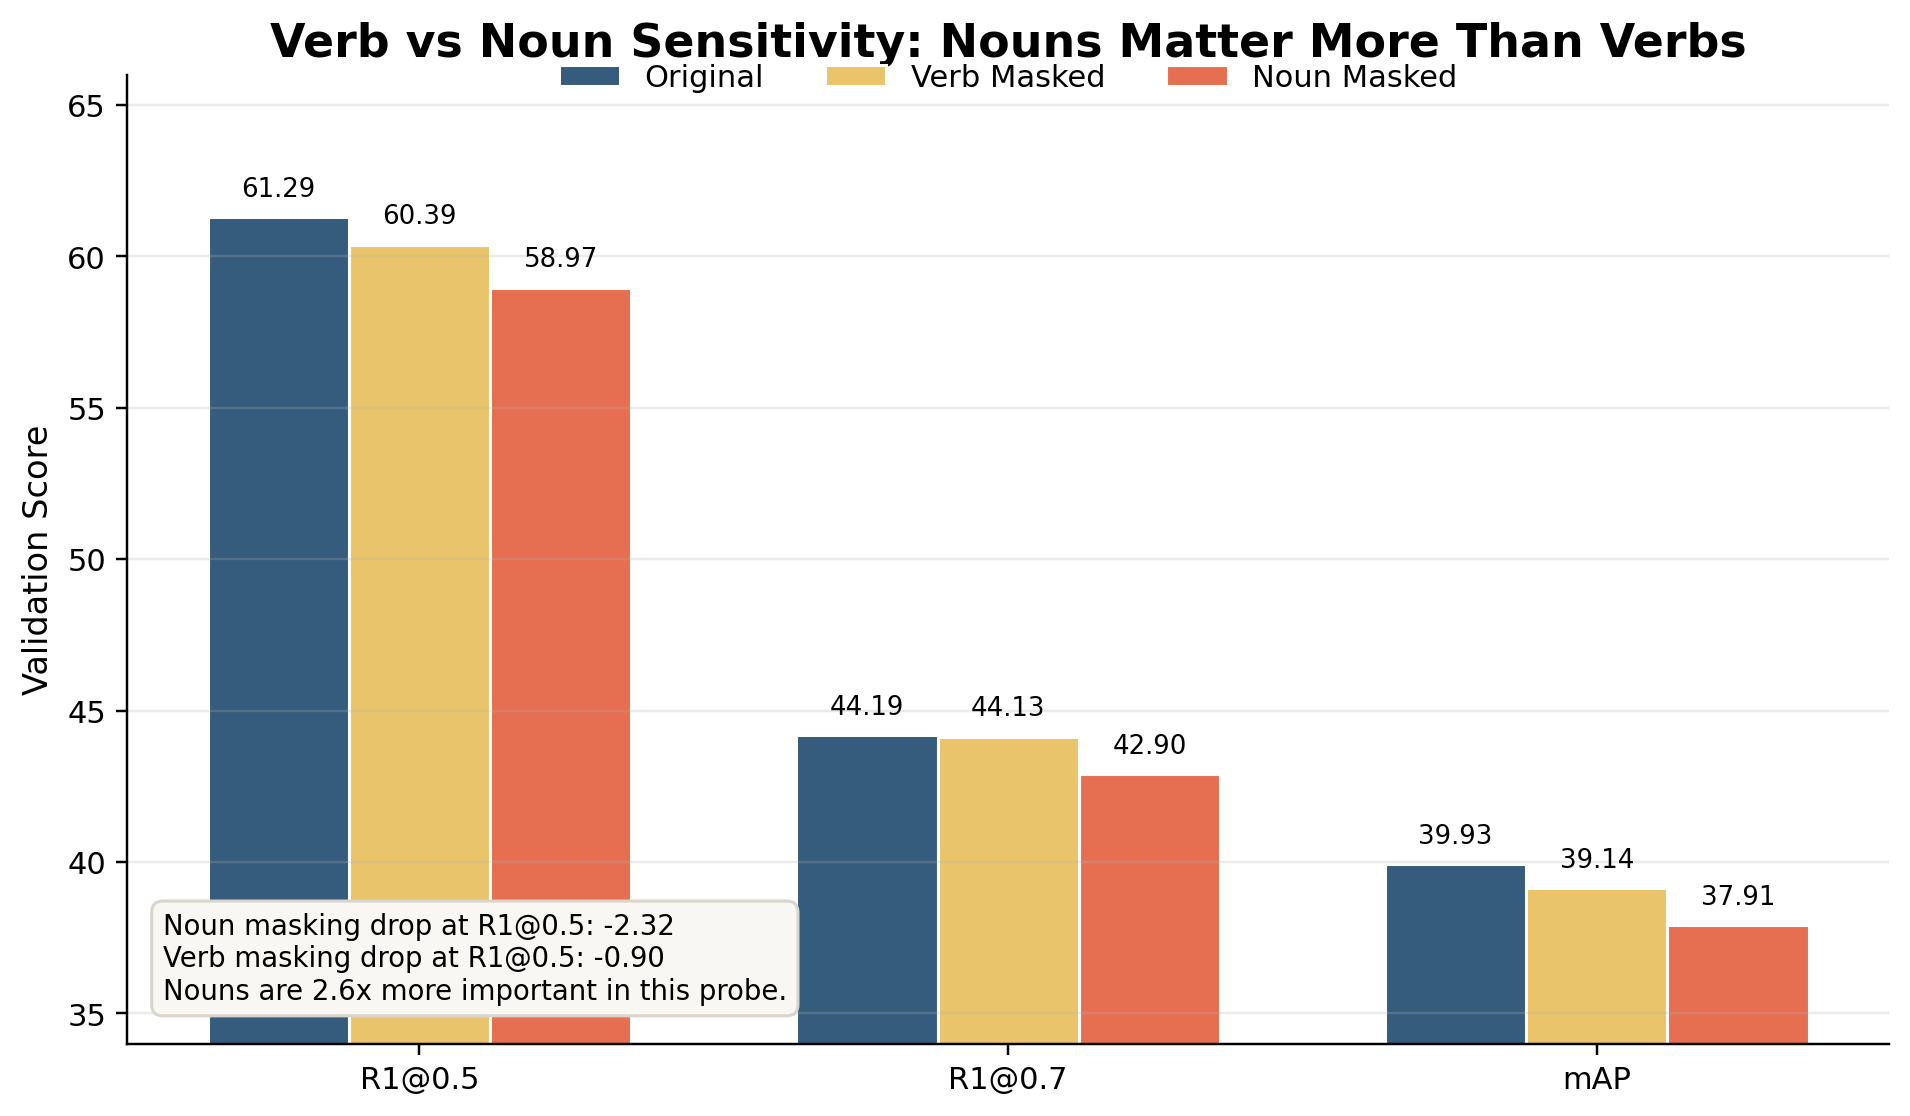 Verb vs Noun Sensitivity: Nouns Matter More Than Verbs
Original Verb Masked Noun Masked
Validation Score
65
60
55
50
45
40
35
61.29
60.39
58.97
44.19
44.13
42.90
39.93
39.14
37.91
Noun masking drop at R1@0.5: -2.32
Verb masking drop at R1@0.5: -0.90
Nouns are 2.6x more important in this probe.
R1@0.5 R1@0.7 mAP